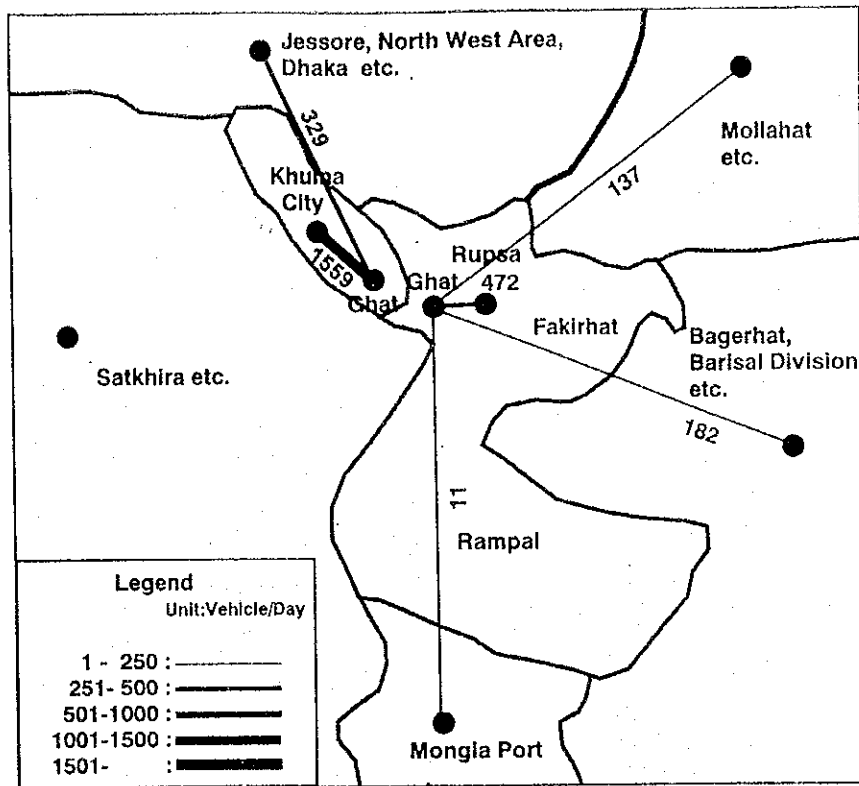 Jessore, North West Area,
Dhaka etc.
329
Mollahat
etc.
137
Khulna
City
1559
Ghat
Rupsa
Ghat 472
Fakirhat
Bagerhat,
Barisal Division
etc.
182
Satkhira etc.
11
Rampal
Mongla Port
Legend
Unit:Vehicle/Day
1 - 250 :
251- 500 :
501-1000 :
1001-1500 :
1501- :